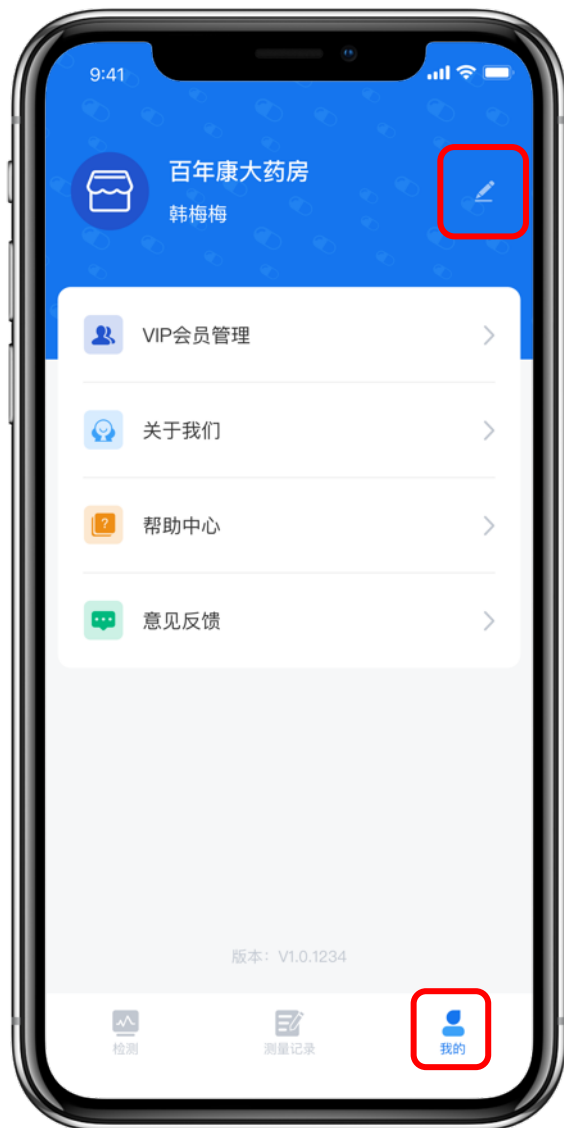 9:41
百年康大药房
韩梅梅
VIP会员管理
关于我们
?
帮助中心
意见反馈
版本：V1.0.1234
检测
测量记录
我的